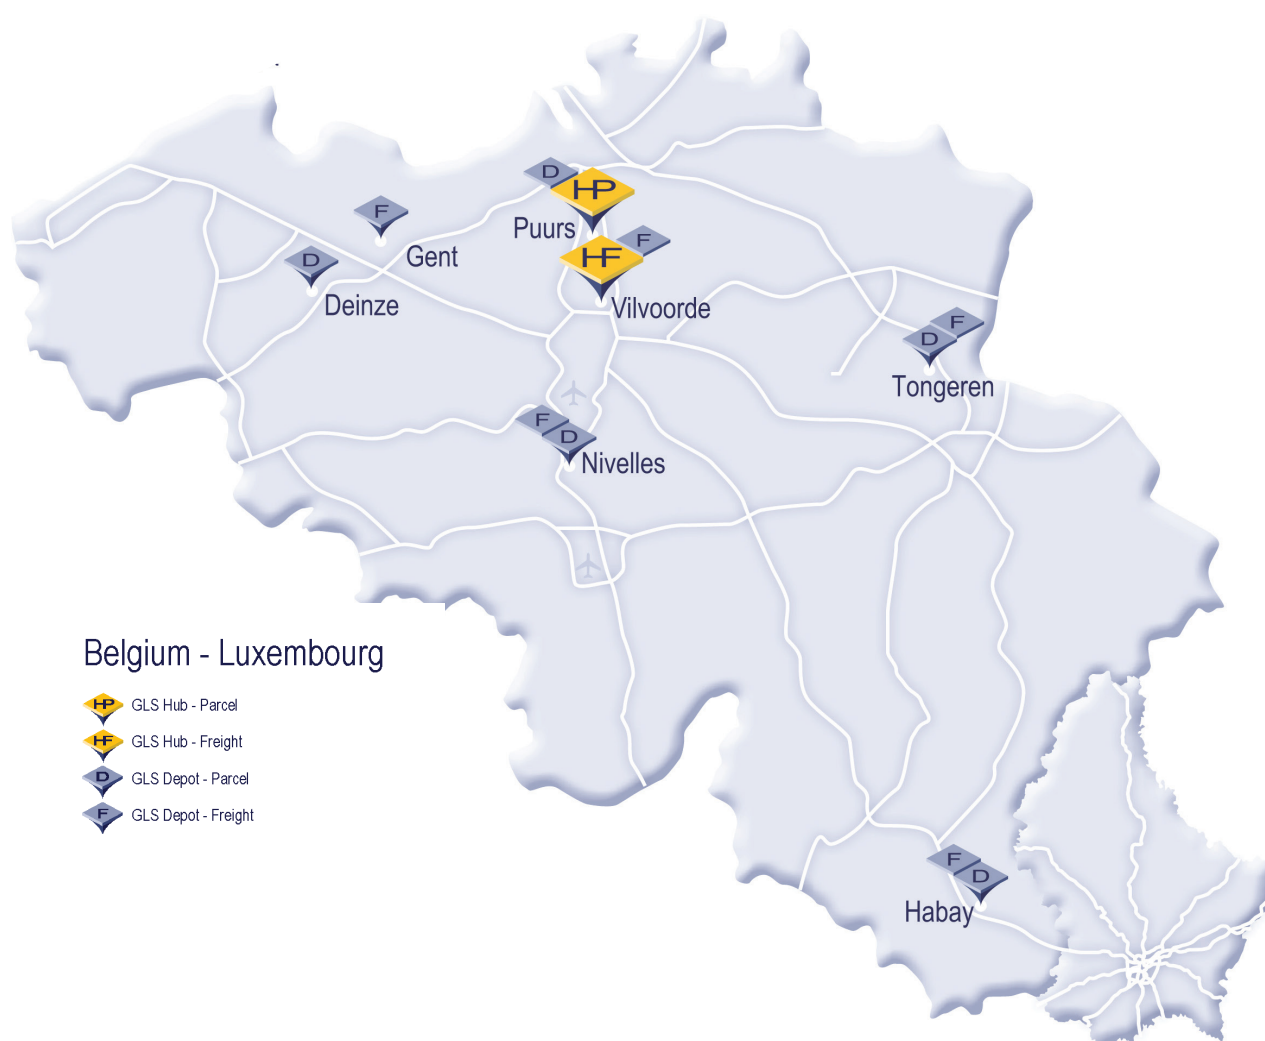 D
HP
Puurs
F
Gent
F
HF
Vilvoorde
D
Deinze
F
D
Tongeren
F
D
Nivelles
Belgium - Luxembourg
HP GLS Hub - Parcel
HF GLS Hub - Freight
D GLS Depot - Parcel
F GLS Depot - Freight
F
D
Habay